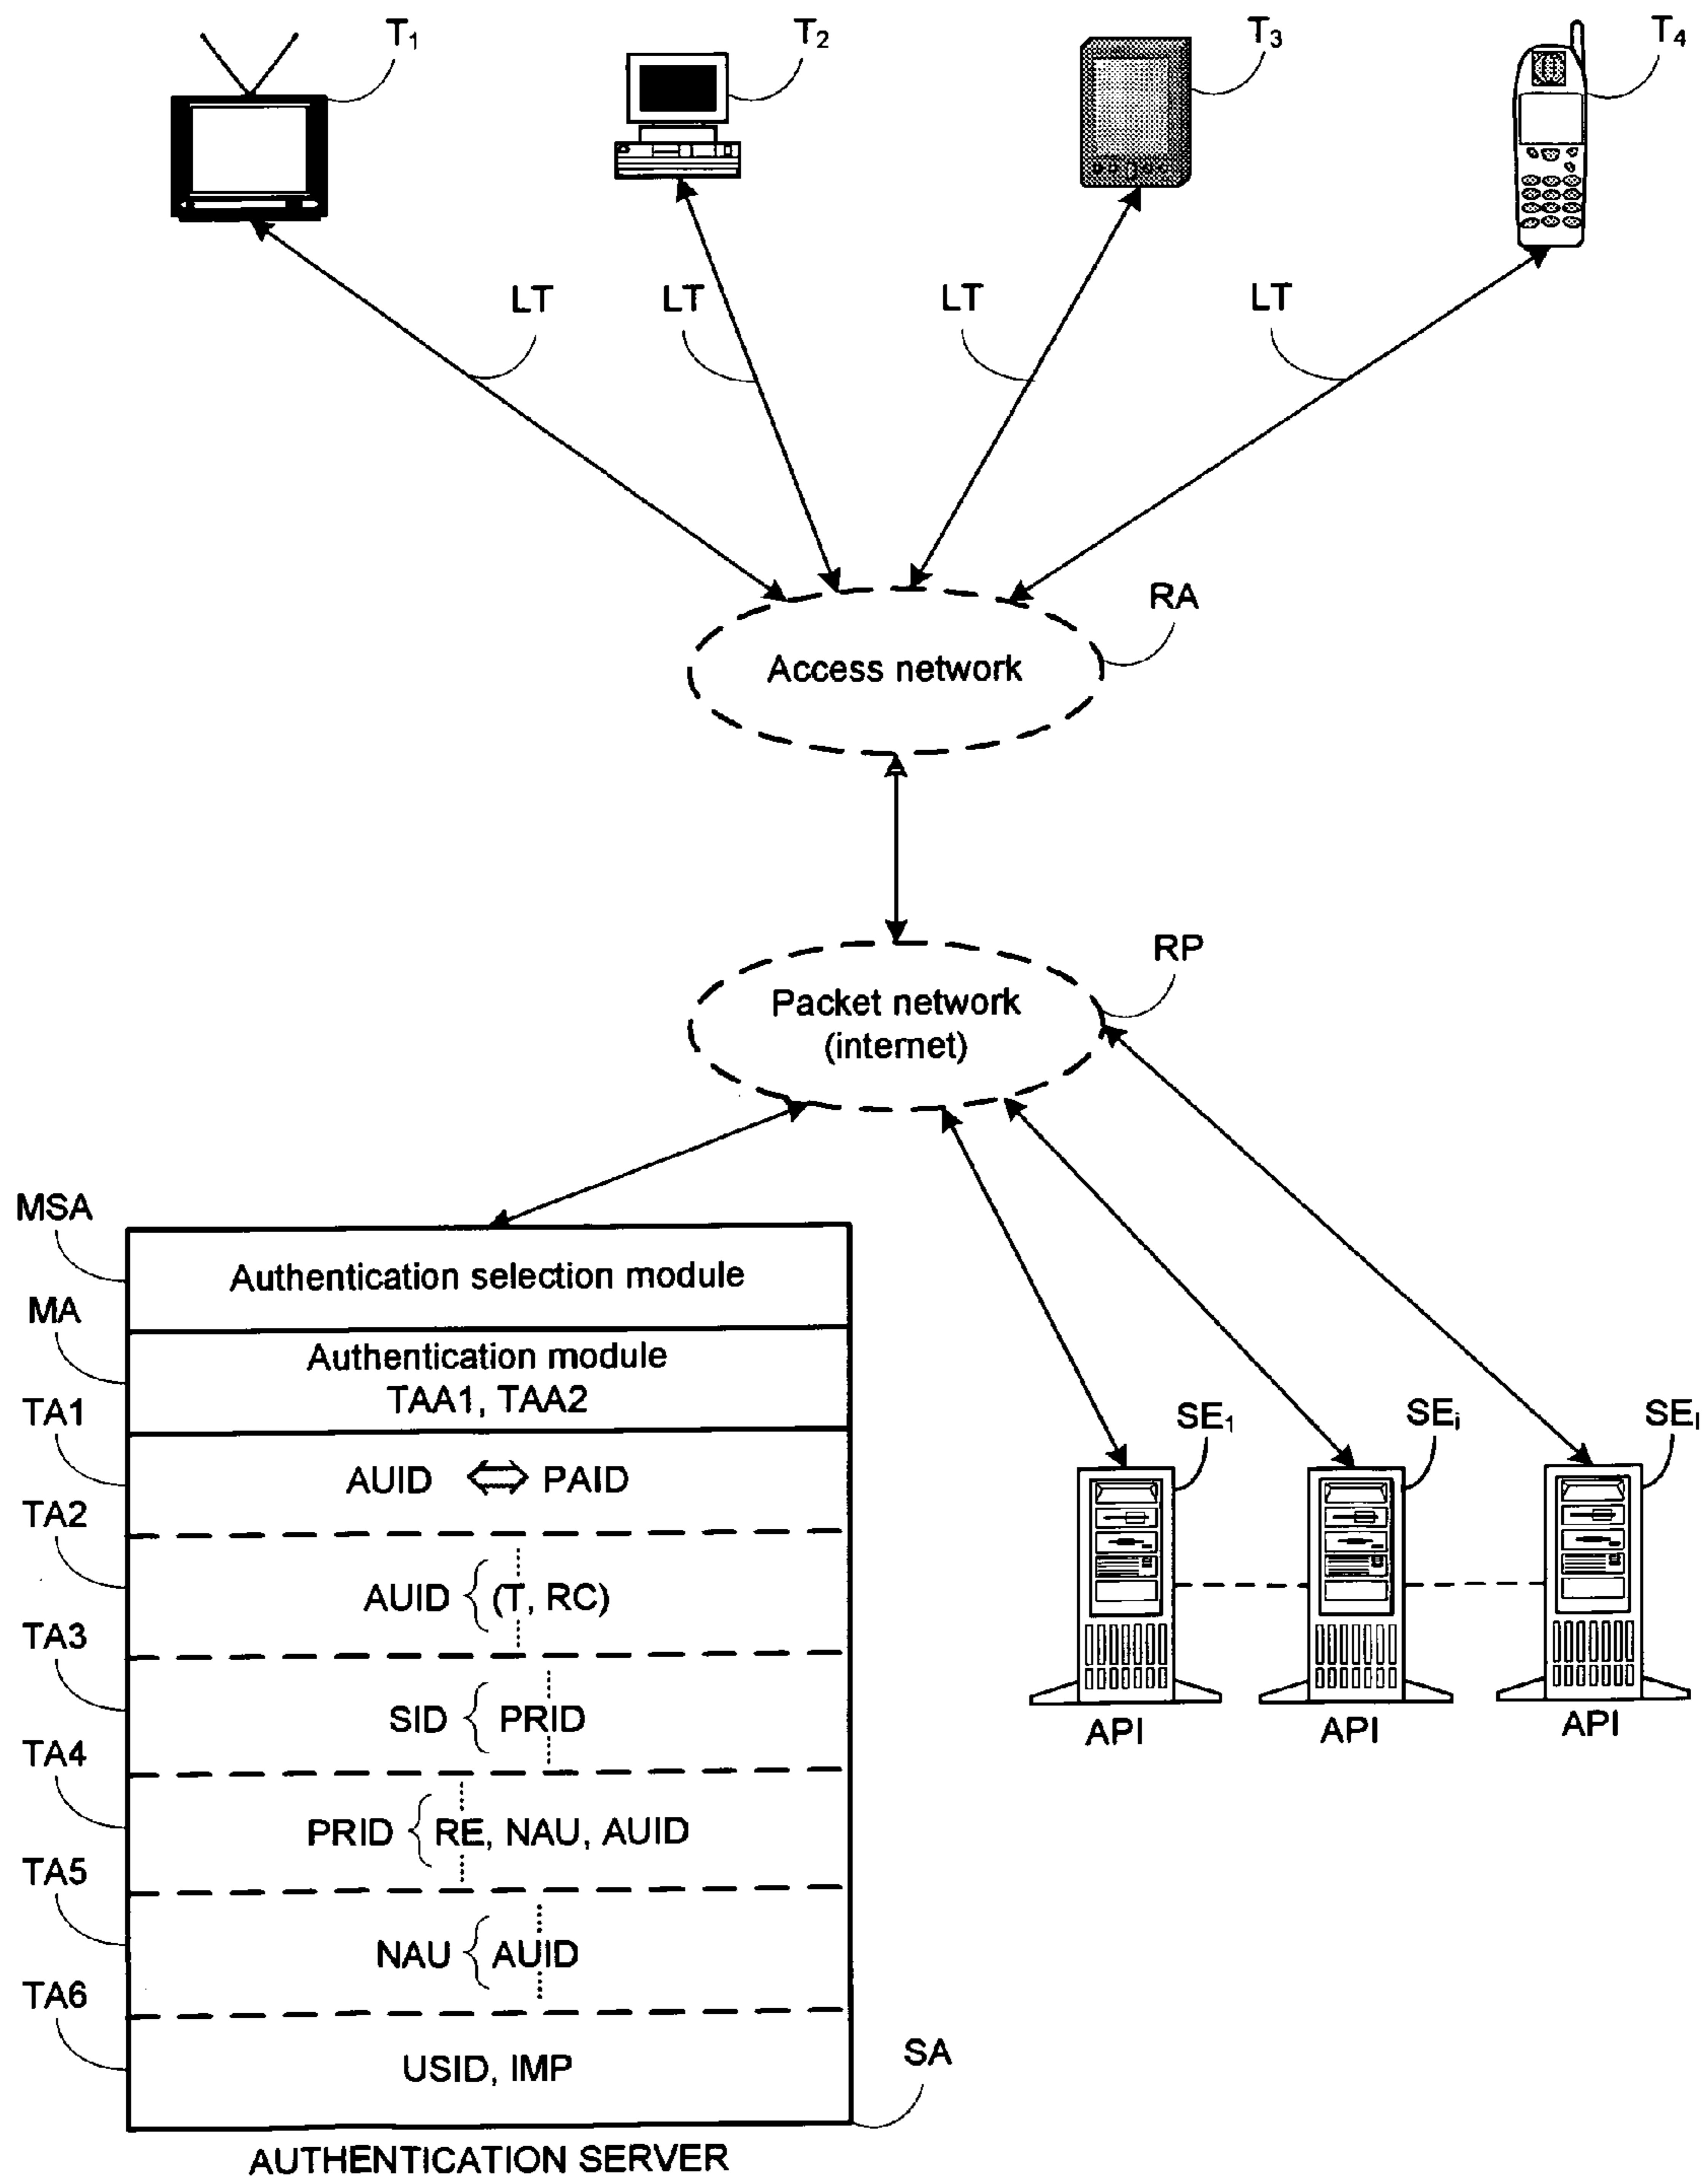 T1
T2
T3
T4
LT
LT
LT
LT
RA
Access network
RP
Packet network
(internet)
MSA
Authentication selection module
MA
Authentication module
TAA1, TAA2
TA1
AUID ⇔ PAID
TA2
AUID { (T, RC)
TA3
SID { PRID
TA4
PRID { RE, NAU, AUID
TA5
NAU { AUID
TA6
USID, IMP
SA
AUTHENTICATION SERVER
SE1
SEi
SEI
API
API
API